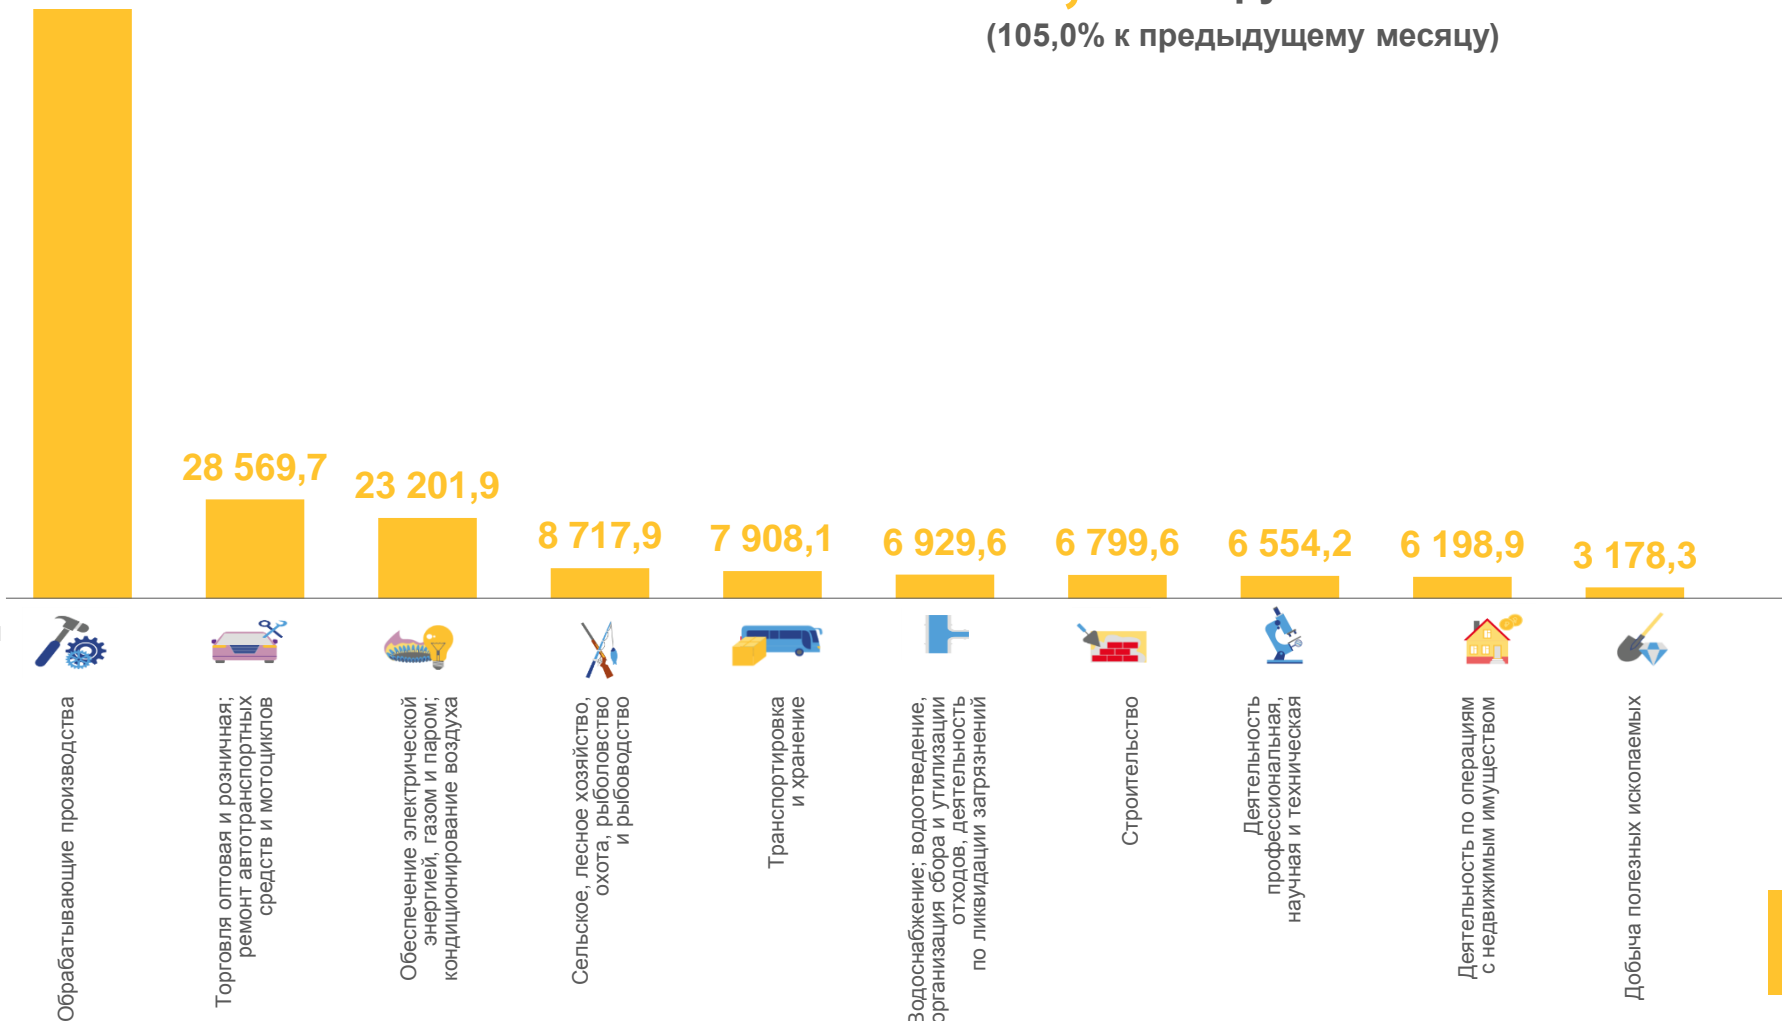 (105,0% к предыдущему месяцу)
28 569,7
23 201,9
8 717,9
7 908,1
6 929,6
6 799,6
6 554,2
6 198,9
3 178,3
Обрабатывающие производства
Торговля оптовая и розничная;
ремонт автотранспортных
средств и мотоциклов
Обеспечение электрической
энергией, газом и паром;
кондиционирование воздуха
Сельское, лесное хозяйство,
охота, рыболовство
и рыбоводство
Транспортировка
и хранение
Водоснабжение; водоотведение,
организация сбора и утилизации
отходов, деятельность
по ликвидации загрязнений
Строительство
Деятельность
профессиональная,
научная и техническая
Деятельность по операциям
с недвижимым имуществом
Добыча полезных ископаемых